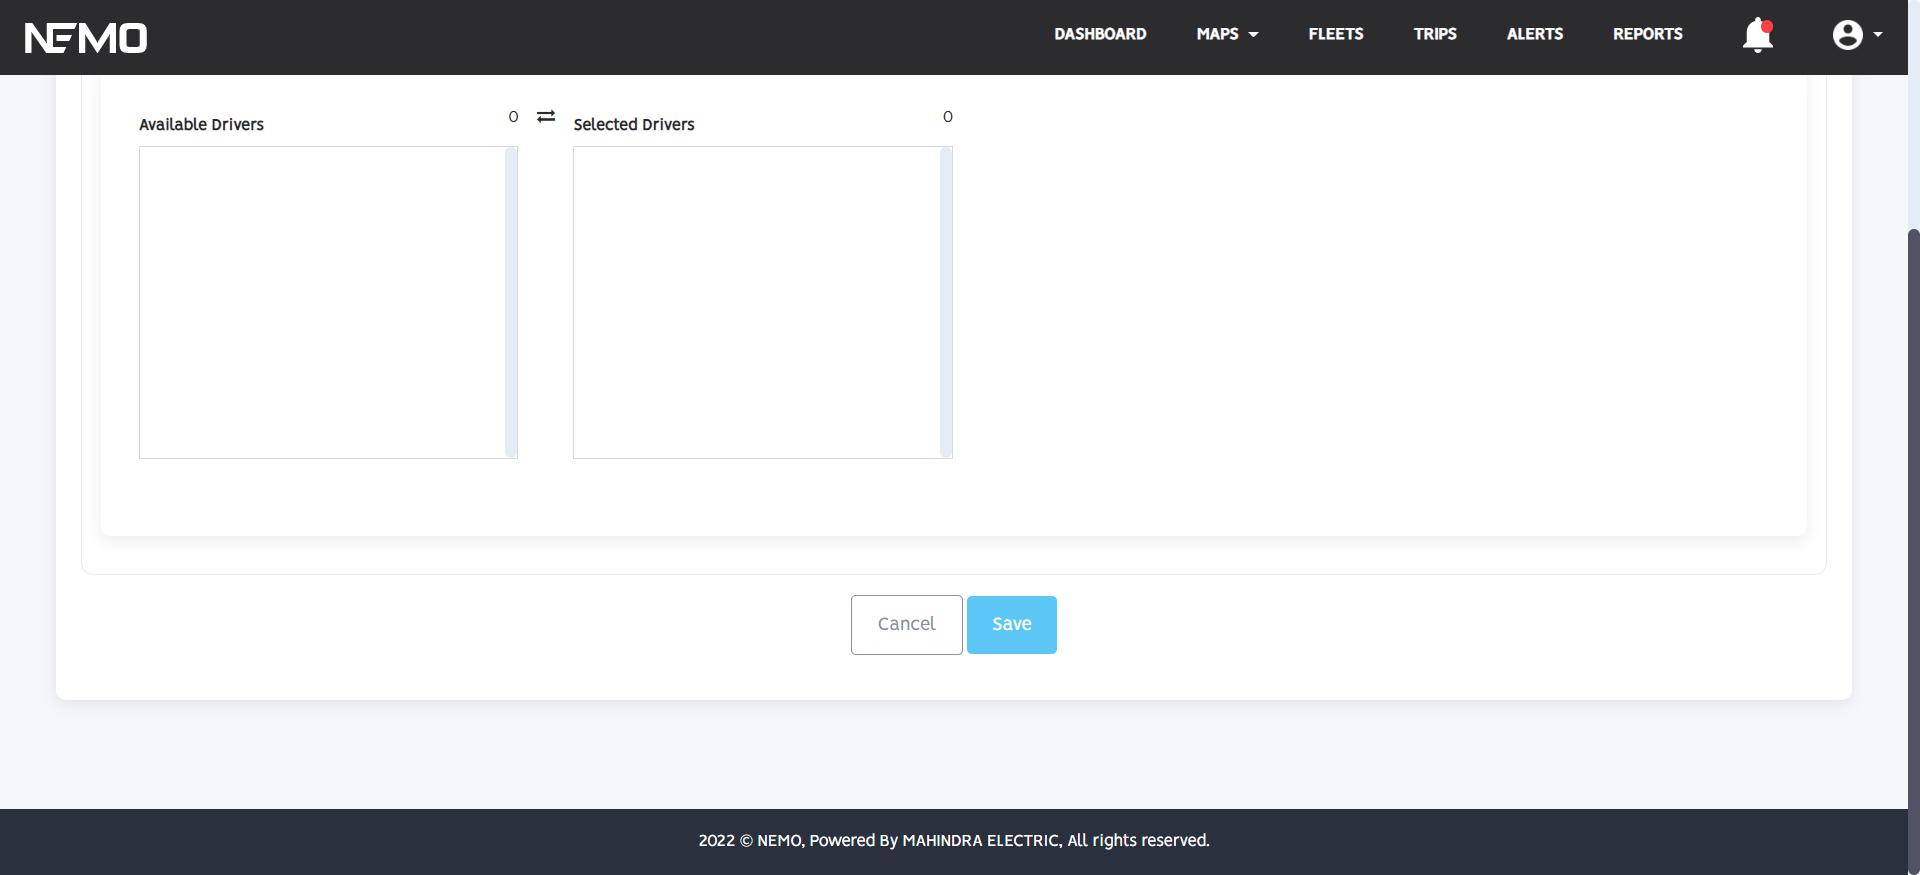 NEMO
DASHBOARD MAPS FLEETS TRIPS ALERTS REPORTS
Available Drivers 0 Selected Drivers 0
Cancel Save
2022 © NEMO, Powered By MAHINDRA ELECTRIC, All rights reserved.